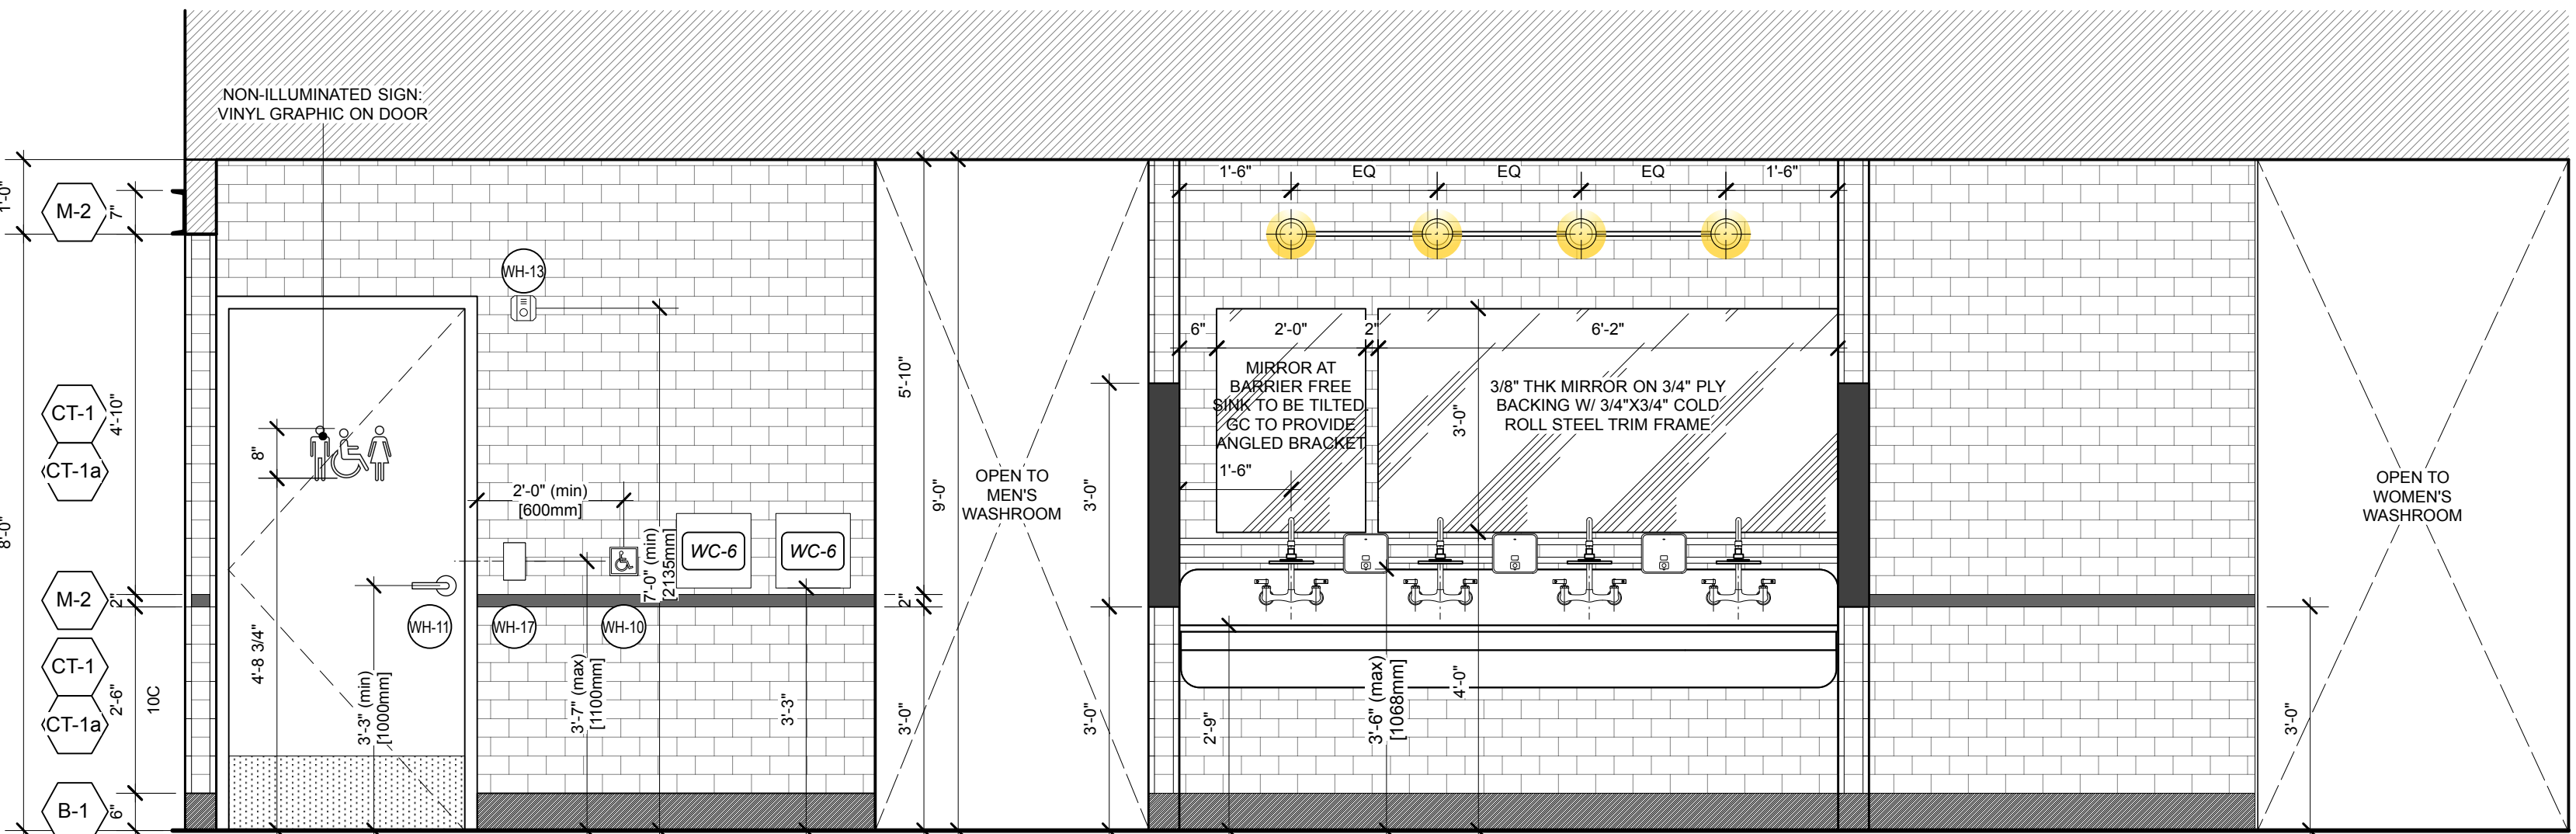 NON-ILLUMINATED SIGN:
VINYL GRAPHIC ON DOOR
1'-0"
M-2
7"
8'-0"
CT-1
CT-1a
4'-10"
M-2
2"
CT-1
CT-1a
2'-6"
10C
B-1
6"
8"
4'-8 3/4"
3'-3" (min)
[1000mm]
WH-11
WH-13
2'-0" (min)
[600mm]
WH-17
WH-10
3'-7" (max)
[1100mm]
7'-0" (min)
[2135mm]
WC-6
WC-6
3'-3"
5'-10"
2"
3'-0"
9'-0"
OPEN TO
MEN'S
WASHROOM
3'-0"
3'-0"
1'-6"
EQ
EQ
EQ
1'-6"
6"
2'-0"
2"
6'-2"
MIRROR AT
BARRIER FREE
SINK TO BE TILTED.
GC TO PROVIDE
ANGLED BRACKET
1'-6"
3'-0"
3/8" THK MIRROR ON 3/4" PLY
BACKING W/ 3/4"X3/4" COLD
ROLL STEEL TRIM FRAME
2'-9"
3'-6" (max)
[1068mm]
4'-0"
OPEN TO
WOMEN'S
WASHROOM
3'-0"